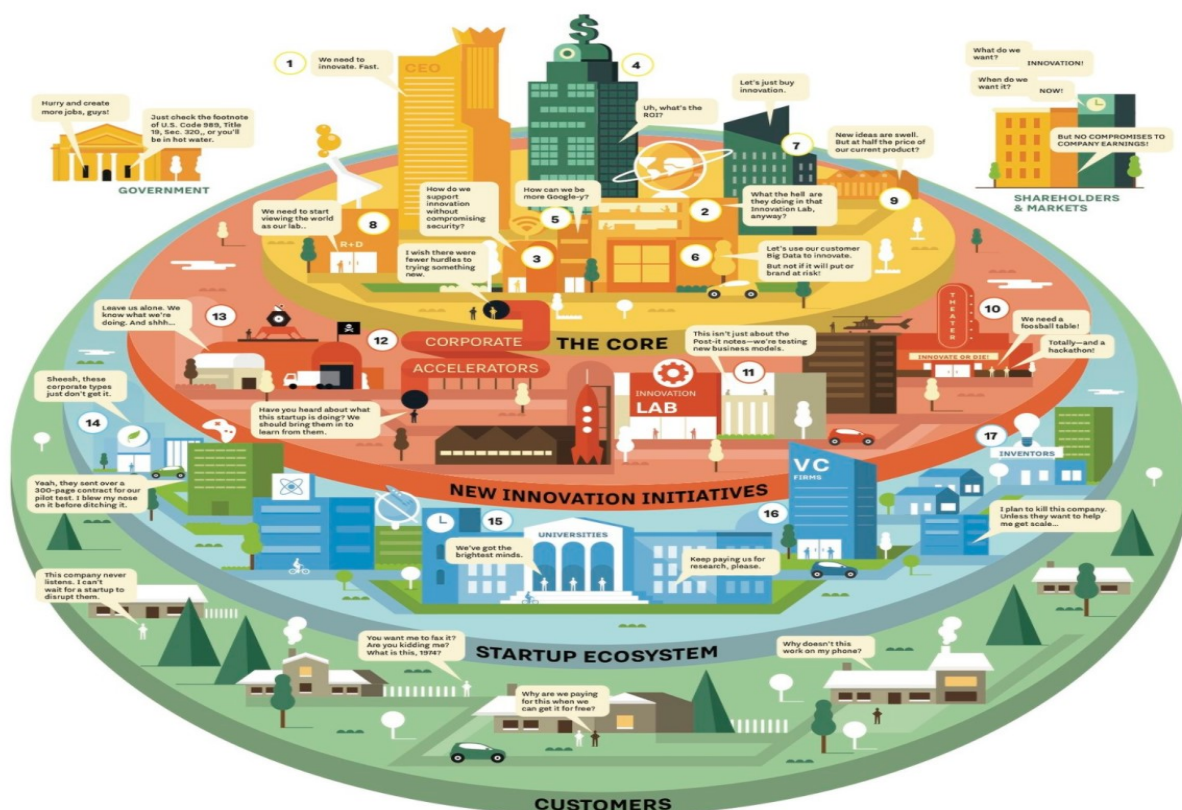 1
We need to
innovate. Fast.
CEO
$
4
Uh, what's the
ROI?
Let's just buy
innovation.
7
What do we
want?
INNOVATION!
When do we
want it?
NOW!
But NO COMPROMISES TO
COMPANY EARNINGS!
SHAREHOLDERS
& MARKETS
Hurry and create
more jobs, guys!
Just check the footnote
of U.S. Code 989, Title
19, Sec. 320,, or you'll
be in hot water.
GOVERNMENT
New ideas are swell.
But at half the price of
our current product?
9
How do we
support
innovation
without
compromising
security?
How can we be
more Google-y?
5
2
What the hell are
they doing in that
Innovation Lab,
anyway?
We need to start
viewing the world
as our lab..
8
R+D
I wish there were
fewer hurdles to
trying something
new.
3
6
Let's use our customer
Big Data to innovate.
But not if it will put or
brand at risk!
Leave us alone. We
know what we're
doing. And shhh...
13
12
CORPORATE
ACCELERATORS
THE CORE
This isn't just about the
Post-it notes—we're testing
new business models.
11
INNOVATION
LAB
THEATER
10
INNOVATE OR DIE!
We need a
foosball table!
Totally—and a
hackathon!
Have you heard about what
this startup is doing? We
should bring them in to
learn from them.
NEW INNOVATION INITIATIVES
Sheesh, these
corporate types
just don't get it.
14
Yeah, they sent over a
300-page contract for our
pilot test. I blew my nose
on it before ditching it.
15
UNIVERSITIES
We've got the
brightest minds.
Keep paying us for
research, please.
16
VC
FIRMS
17
INVENTORS
I plan to kill this company.
Unless they want to help
me get scale...
STARTUP ECOSYSTEM
This company never
listens. I can't
wait for a startup to
disrupt them.
You want me to fax it?
Are you kidding me?
What is this, 1974?
Why are we paying
for this when we
can get it for free?
Why doesn't this
work on my phone?
CUSTOMERS